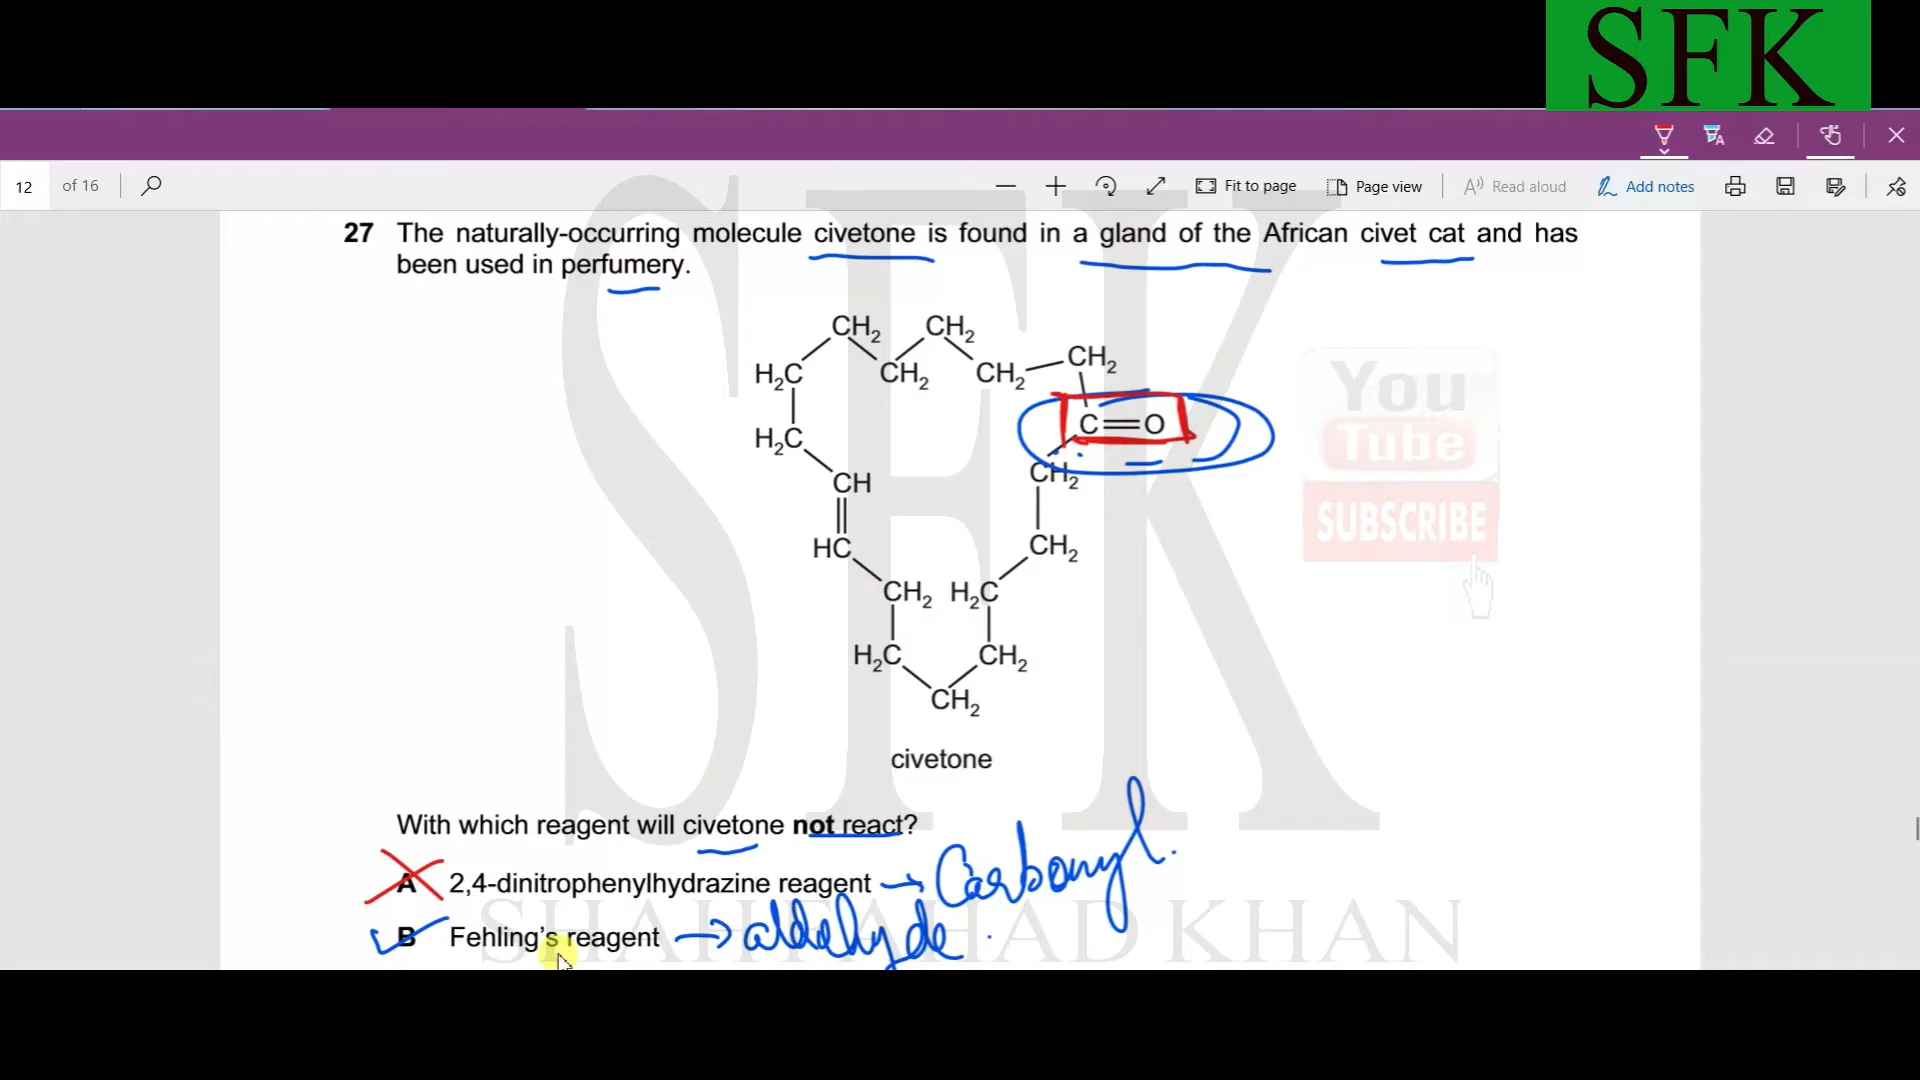 SFK
12 of 16 Fit to page Page view Read aloud Add notes
27 The naturally-occurring molecule civetone is found in a gland of the African civet cat and has
been used in perfumery.
CH2 CH2
CH2
H2C CH2 CH2
C=O
H2C
CH2
CH
HC CH2
CH2 H2C
H2C CH2
CH2
civetone
You
Tube
SUBSCRIBE
SFK
With which reagent will civetone not react?
A 2,4-dinitrophenylhydrazine reagent → Carbonyl.
B Fehling's reagent → aldehyde.
SHAH FAHAD KHAN